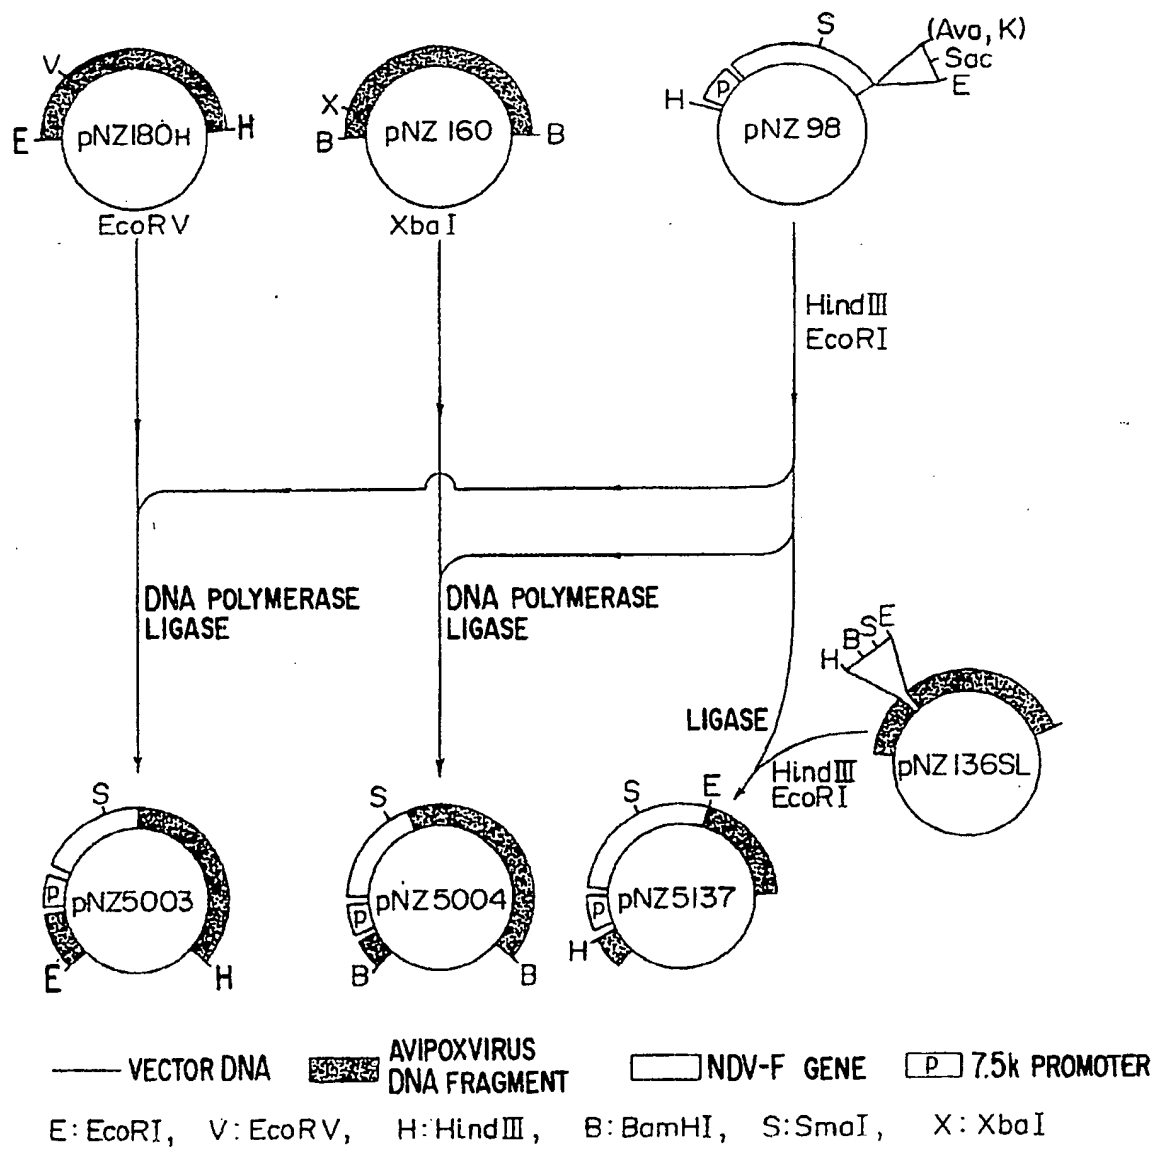 V
E
H
pNZ180H
EcoRV
X
B
B
pNZ160
XbaI
S
(Ava, K)
Sac
E
P
H
pNZ98
HindIII
EcoRI
DNA POLYMERASE
LIGASE
DNA POLYMERASE
LIGASE
LIGASE
H
B
S
E
pNZ136SL
HindIII
EcoRI
S
P
pNZ5003
E
H
S
P
pNZ5004
B
B
S
E
P
pNZ5137
H
VECTOR DNA
AVIPOXVIRUS
DNA FRAGMENT
NDV-F GENE
P
7.5k PROMOTER
E: EcoRI, V: EcoRV, H: HindIII, B: BamHI, S: SmaI, X: XbaI